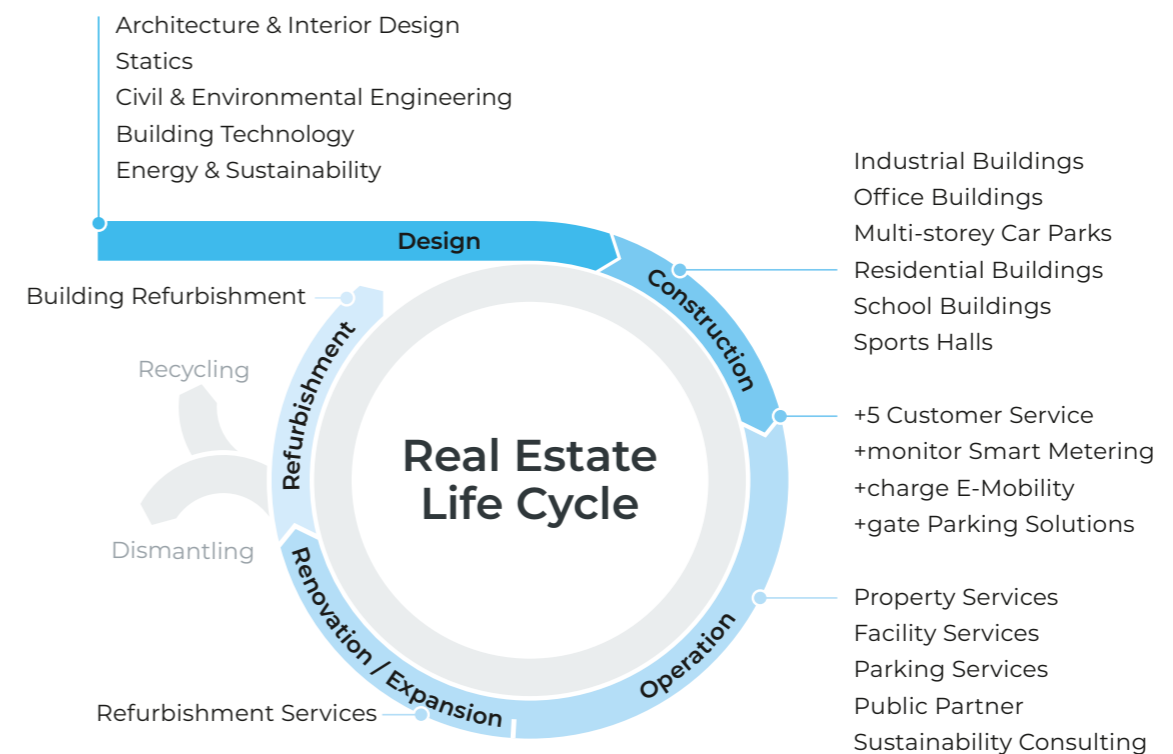 Architecture & Interior Design
Statics
Civil & Environmental Engineering
Building Technology
Energy & Sustainability
Design
Construction
Industrial Buildings
Office Buildings
Multi-storey Car Parks
Residential Buildings
School Buildings
Sports Halls
+5 Customer Service
+monitor Smart Metering
+charge E-Mobility
+gate Parking Solutions
Operation
Property Services
Facility Services
Parking Services
Public Partner
Sustainability Consulting
Renovation / Expansion
Refurbishment Services
Refurbishment
Building Refurbishment
Recycling
Dismantling
Real Estate
Life Cycle